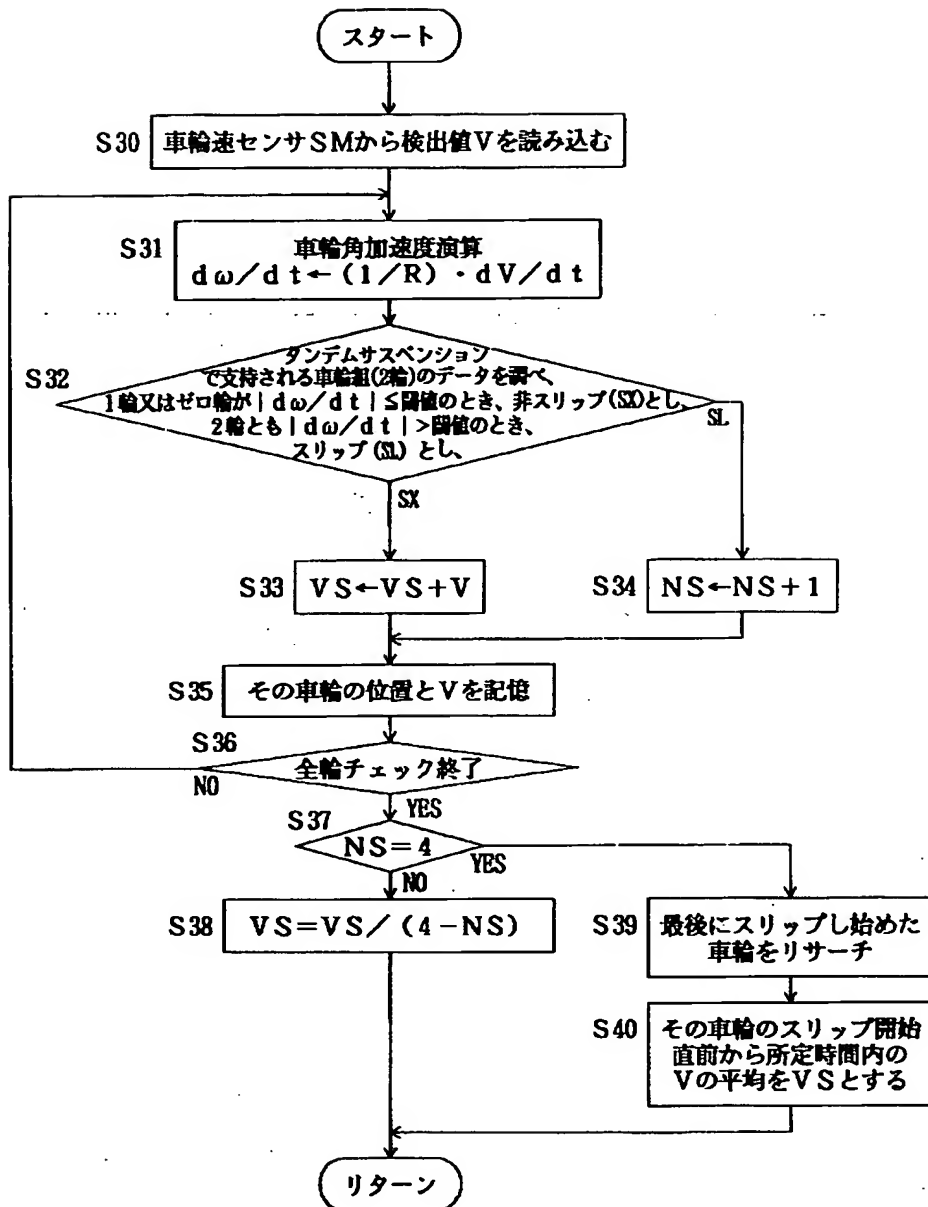 スタート
S30
車輪速センサSMから検出値Vを読み込む
S31
車輪角加速度演算
dω/dt←(1/R)・dV/dt
S32
タンデムサスペンション
で支持される車輪組(2輪)のデータを調べ、
1輪又はゼロ輪が|dω/dt|≦閾値のとき、非スリップ(SX)とし、
2輪とも|dω/dt|>閾値のとき、
スリップ(SL)とし、
SL
SX
S33
VS←VS+V
S34
NS←NS+1
S35
その車輪の位置とVを記憶
S36
全輪チェック終了
NO
YES
S37
NS=4
YES
NO
S38
VS=VS/(4-NS)
S39
最後にスリップし始めた
車輪をリサーチ
S40
その車輪のスリップ開始
直前から所定時間内の
Vの平均をVSとする
リターン